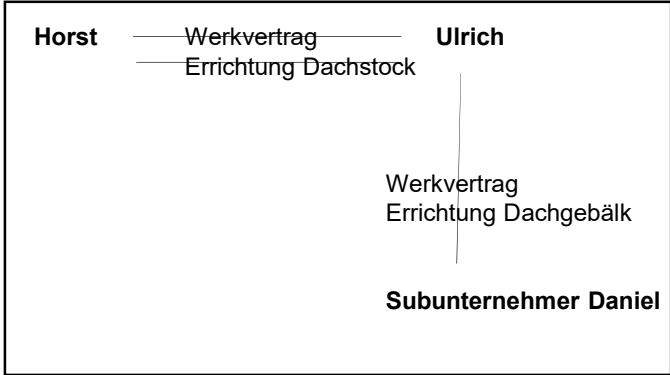 Horst Werkvertrag Ulrich
Errichtung Dachstock
Werkvertrag
Errichtung Dachgebälk
Subunternehmer Daniel